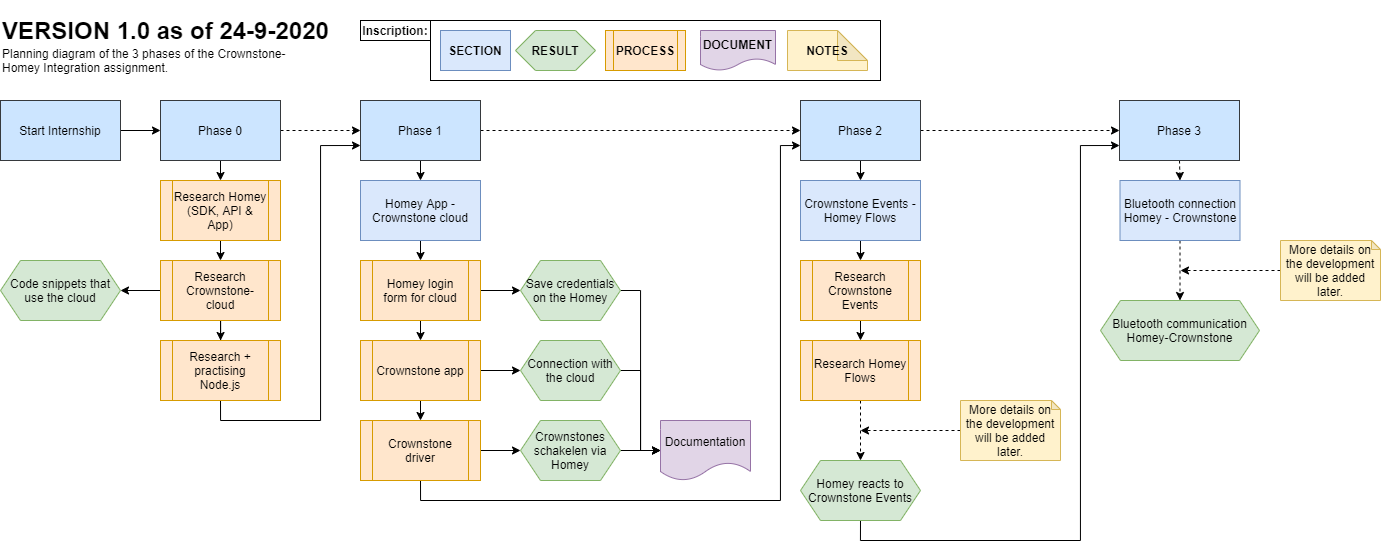 VERSION 1.0 as of 24-9-2020
Planning diagram of the 3 phases of the Crownstone-
Homey Integration assignment.
Inscription:
SECTION
RESULT
PROCESS
DOCUMENT
NOTES
Start Internship
Phase 0
Phase 1
Phase 2
Phase 3
Research Homey
(SDK, API &
App)
Research
Crownstone-
cloud
Code snippets that
use the cloud
Research +
practising
Node.js
Homey App -
Crownstone cloud
Homey login
form for cloud
Save credentials
on the Homey
Crownstone app
Connection with
the cloud
Crownstone
driver
Crownstones
schakelen via
Homey
Documentation
Crownstone Events -
Homey Flows
Research
Crownstone
Events
Research Homey
Flows
More details on
the development
will be added
later.
Homey reacts to
Crownstone Events
Bluetooth connection
Homey - Crownstone
More details on
the development
will be added
later.
Bluetooth communication
Homey-Crownstone